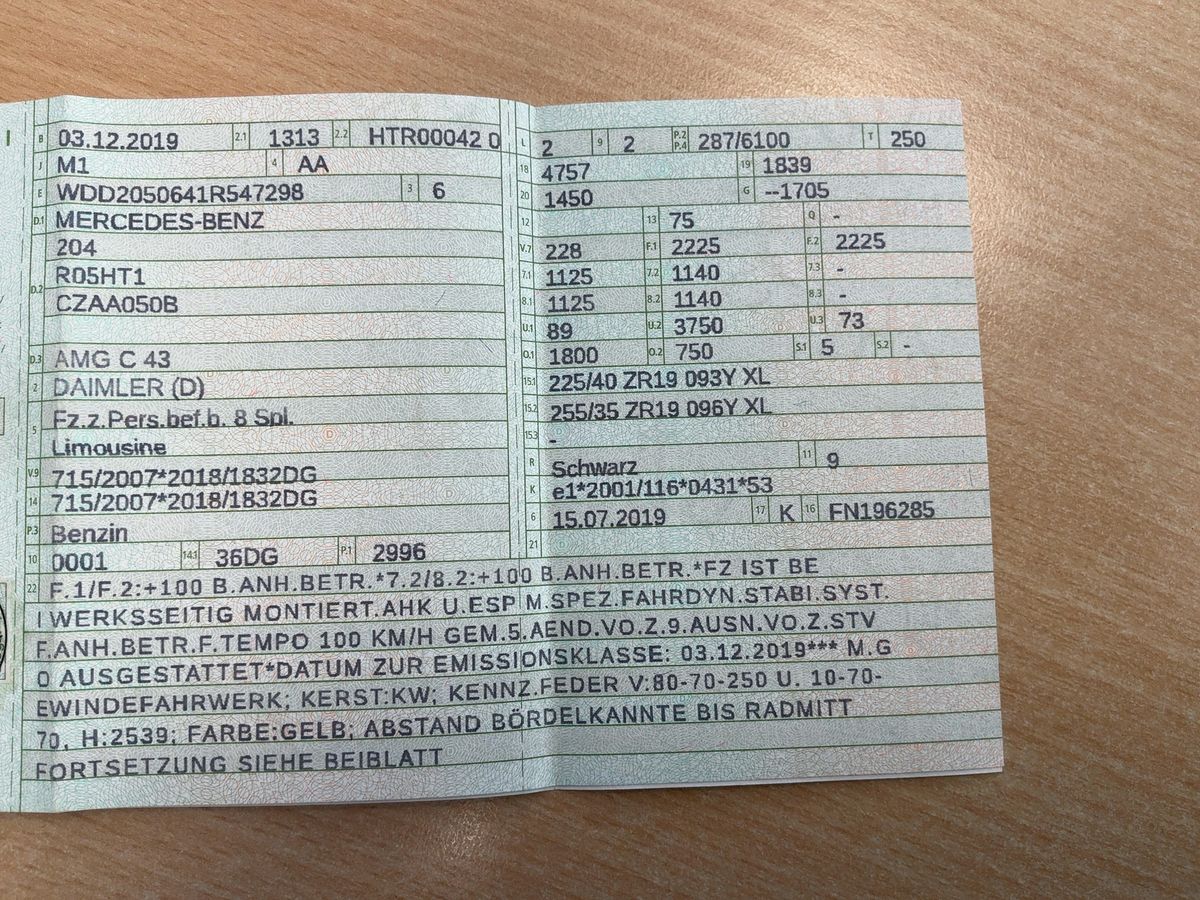 B 03.12.2019 2.1 1313 2.2 HTR00042 0
J M1 4 AA
E WDD2050641R547298 3 6
D.1 MERCEDES-BENZ
204
D.2 R05HT1
CZAA050B
D.3 AMG C 43
2 DAIMLER (D)
5 Fz.z.Pers.bef.b. 8 Spl.
Limousine
V.9 715/2007*2018/1832DG
14 715/2007*2018/1832DG
P.3 Benzin
10 0001 14.1 36DG P.1 2996
L 2 9 2 P.2 P.4 287/6100 T 250
18 4757 19 1839
20 1450 G --1705
12 13 75 Q -
V.7 228 F.1 2225 F.2 2225
7.1 1125 7.2 1140 7.3 -
8.1 1125 8.2 1140 8.3 -
U.1 89 U.2 3750 U.3 73
O.1 1800 O.2 750 S.1 5 S.2 -
15.1 225/40 ZR19 093Y XL
15.2 255/35 ZR19 096Y XL
15.3 -
R Schwarz 11 9
K e1*2001/116*0431*53
6 15.07.2019 17 K 16 FN196285
21
22 F.1/F.2:+100 B.ANH.BETR.*7.2/8.2:+100 B.ANH.BETR.*FZ IST BE
I WERKSSEITIG MONTIERT.AHK U.ESP M.SPEZ.FAHRDYN.STABI.SYST.
F.ANH.BETR.F.TEMPO 100 KM/H GEM.5.AEND.VO.Z.9.AUSN.VO.Z.STV
O AUSGESTATTET*DATUM ZUR EMISSIONSKLASSE: 03.12.2019*** M.G
EWINDEFAHRWERK; KERST:KW; KENNZ.FEDER V:80-70-250 U. 10-70-
70, H:2539; FARBE:GELB; ABSTAND BÖRDELKANNTE BIS RADMITT
FORTSETZUNG SIEHE BEIBLATT